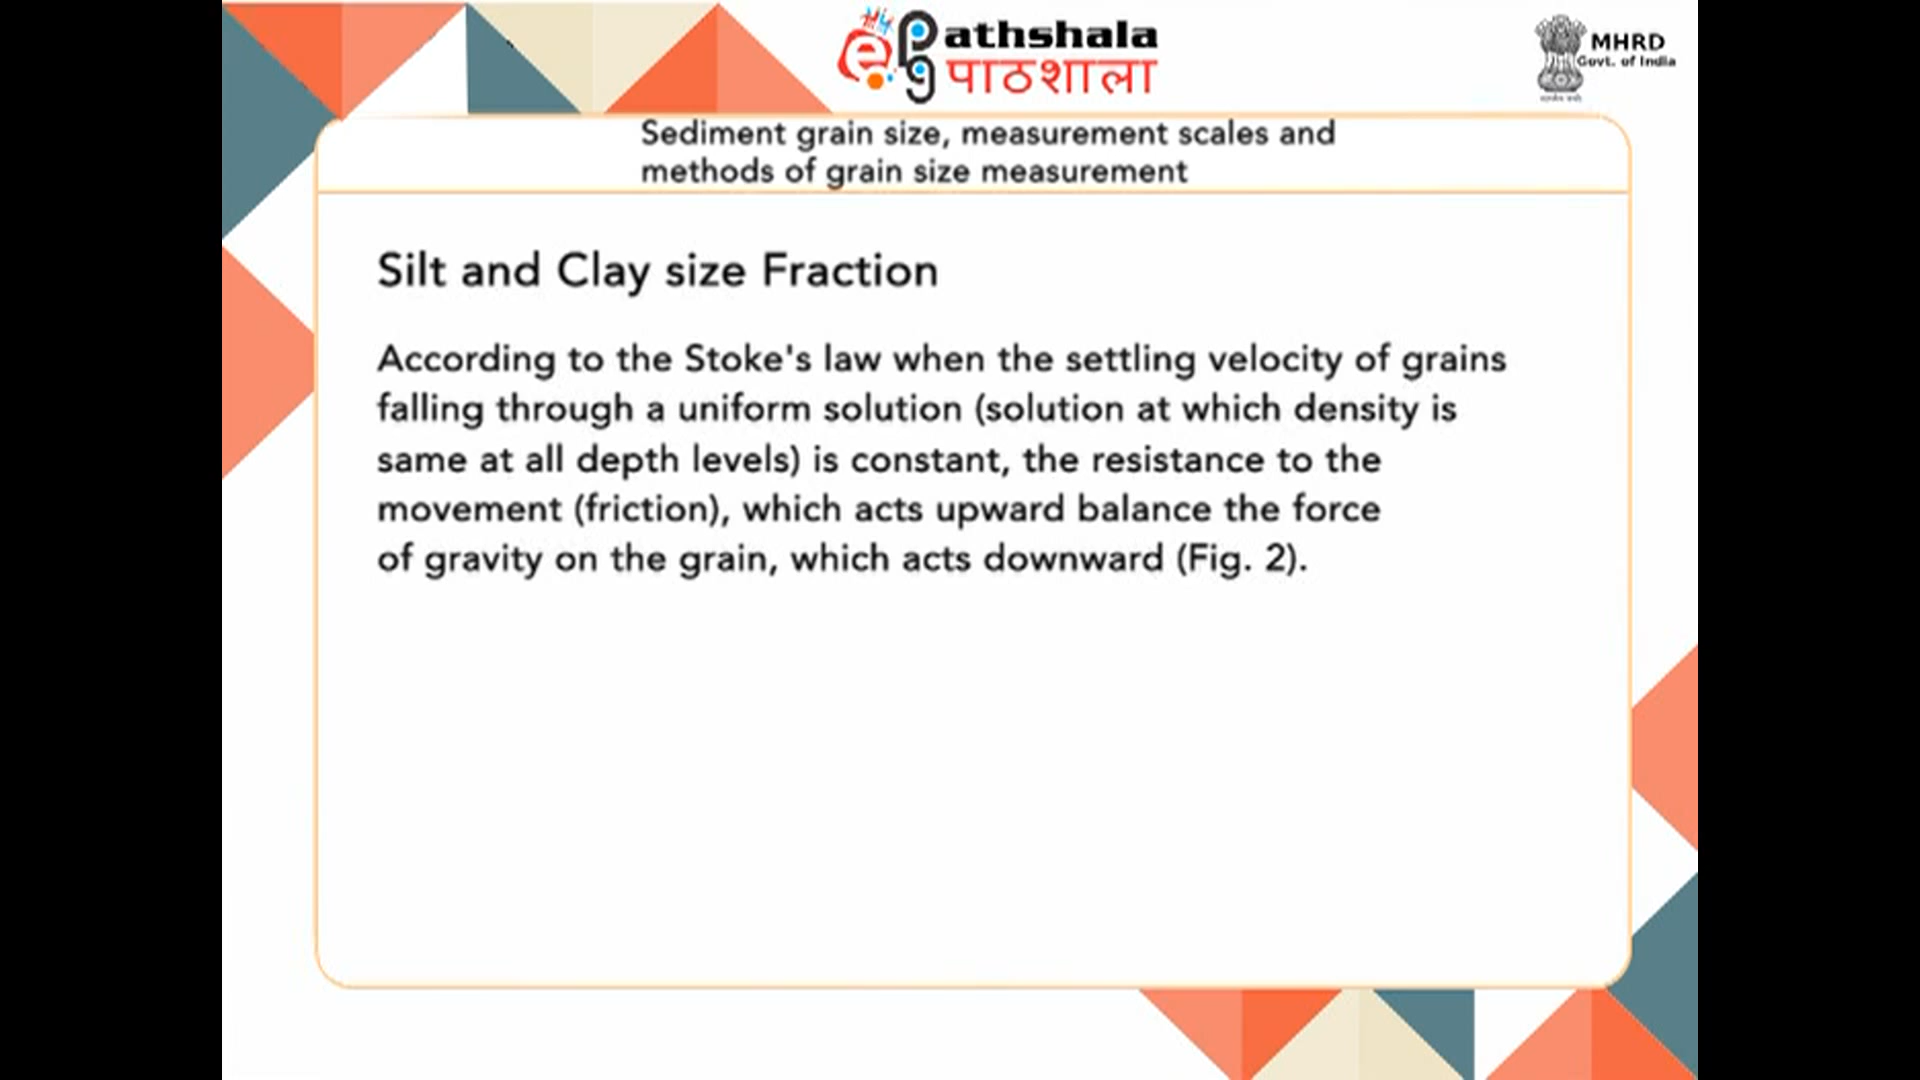 e pg athshala
पाठशाला
MHRD
Govt. of India
Sediment grain size, measurement scales and
methods of grain size measurement
Silt and Clay size Fraction
According to the Stoke's law when the settling velocity of grains
falling through a uniform solution (solution at which density is
same at all depth levels) is constant, the resistance to the
movement (friction), which acts upward balance the force
of gravity on the grain, which acts downward (Fig. 2).